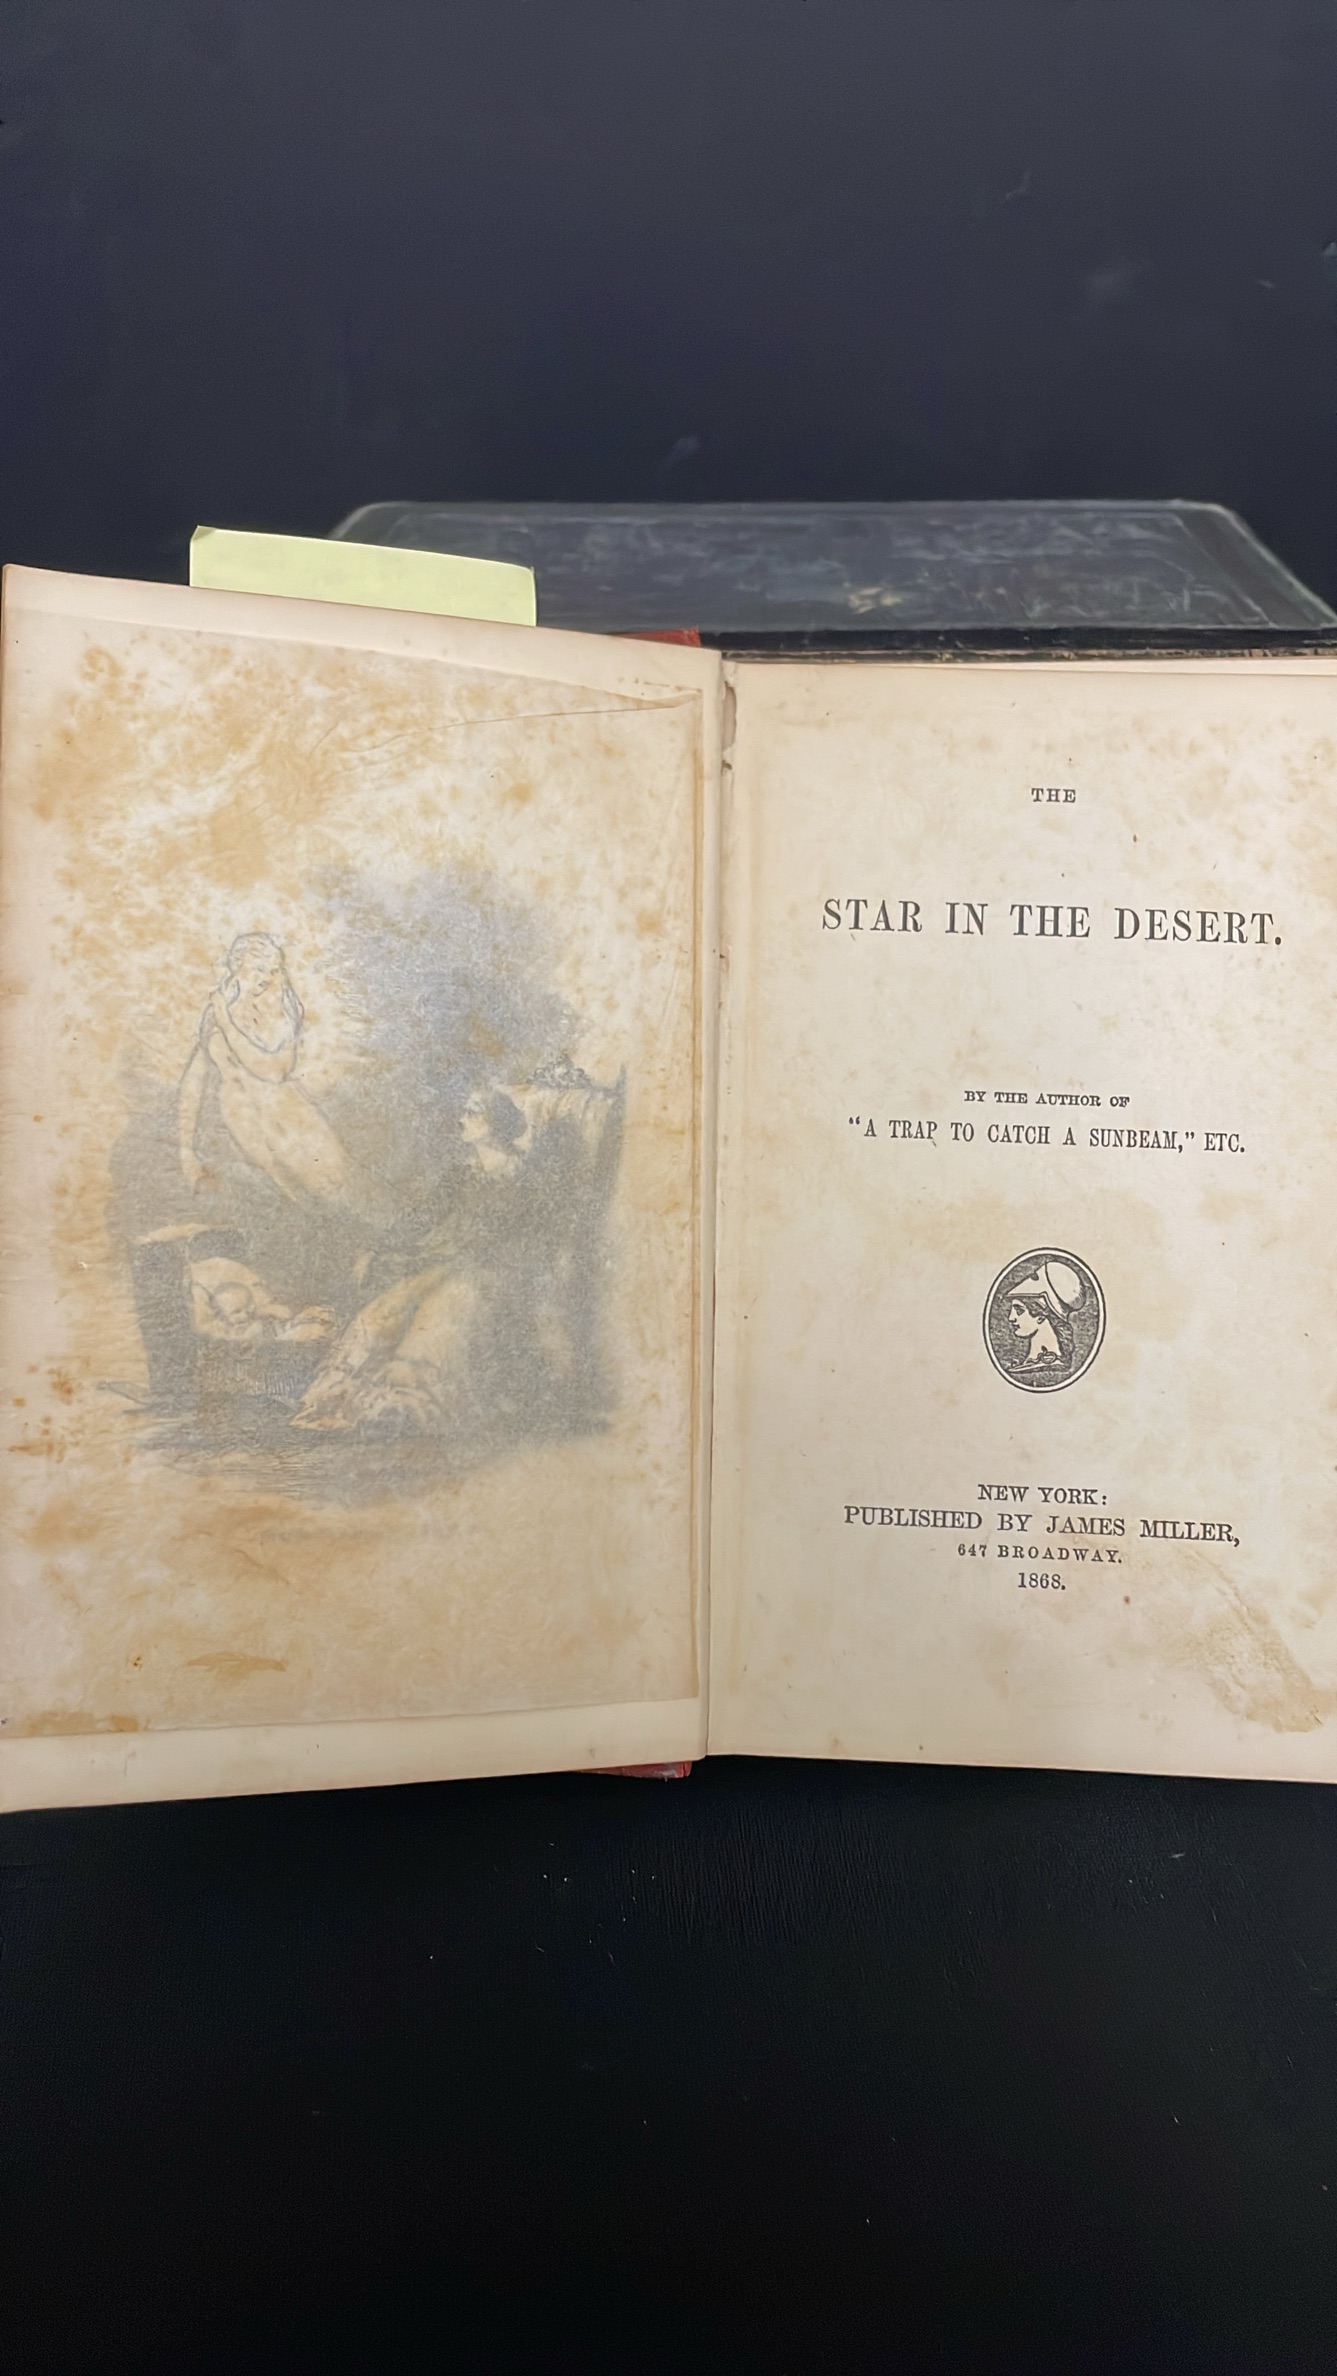 THE
STAR IN THE DESERT.
BY THE AUTHOR OF
"A TRAP TO CATCH A SUNBEAM," ETC.
NEW YORK:
PUBLISHED BY JAMES MILLER,
647 BROADWAY.
1868.